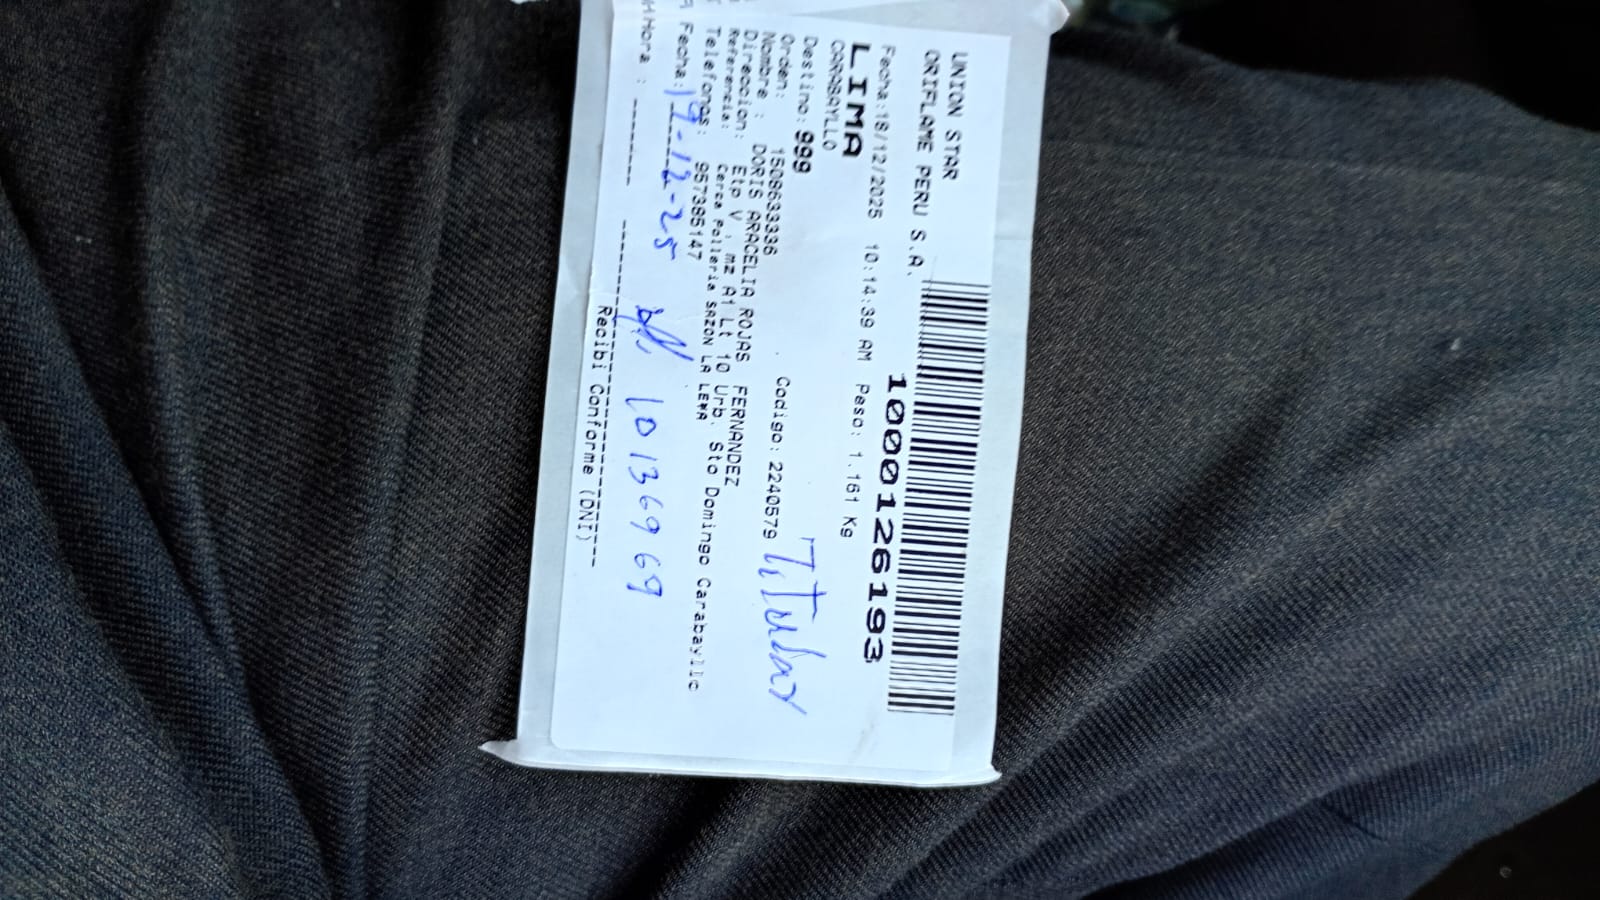 UNION STAR
ORIFLAME PERU S.A.
1000126193
Fecha:18/12/2025 10:14:39 AM Peso: 1.161 Kg
LIMA
CARABAYLLO
Destino: 999
Titular
Orden: 1508633336 Codigo: 2240579
Nombre : DORIS ARACELIA ROJAS FERNANDEZ
Direccion: Etp V , mz A1 Lt 10 Urb. Sto Domingo Carabayllo
Referencia: Cerca Polleria SAZON LA LEÑA
Telefonos: 957385147
Fecha: 19-12-25
Hora :
10136969
Recibi Conforme (DNI)